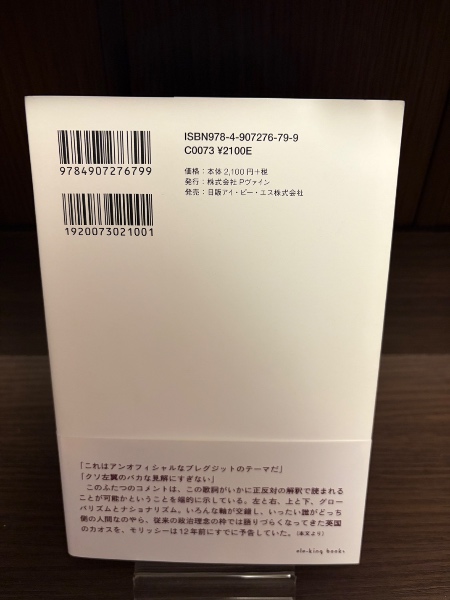 ISBN978-4-907276-79-9
C0073 ¥2100E
価格：本体 2,100円＋税
発行：株式会社 Pヴァイン
発売：日販アイ・ピー・エス株式会社
9784907276799
1920073021001
「これはアンオフィシャルなブレグジットのテーマだ」
「クソ左翼のバカな見解にすぎない」
このふたつのコメントは、この歌詞がいかに正反対の解釈で読まれる
ことが可能かということを端的に示している。左と右、上と下、グロー
バリズムとナショナリズム。いろんな軸が交錯し、いったい誰がどっち
側の人間なのやら、従来の政治理念の枠では語りづらくなってきた英国
のカオスを、モリッシーは12年前にすでに予告していた。（本文より）
ele-king books